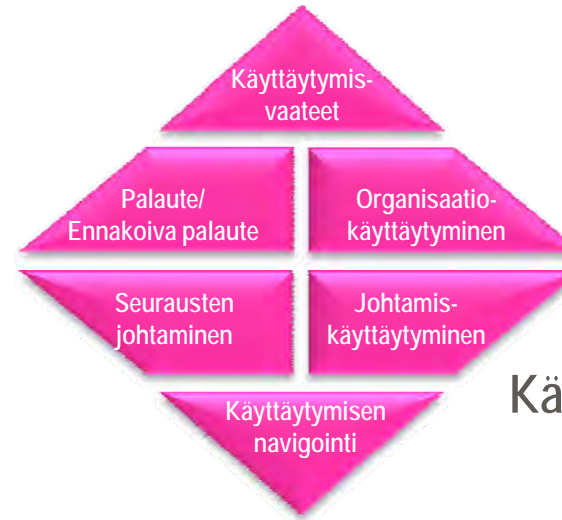 Käyttäytymis-
vaateet
Palaute/
Ennakoiva palaute
Organisaatio-
käyttäytyminen
Seurausten
johtaminen
Johtamis-
käyttäytyminen
Kä
Käyttäytymisen
navigointi